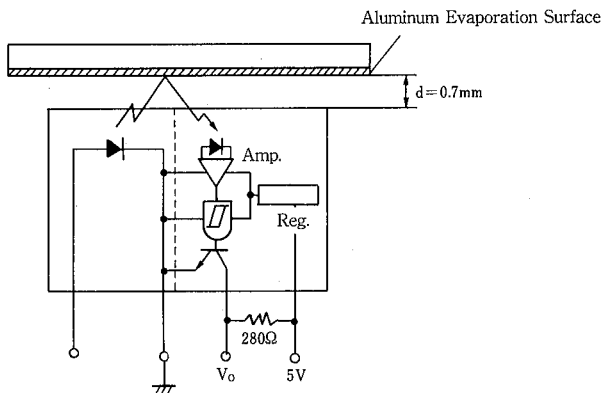 Aluminum Evaporation Surface
d=0.7mm
Amp.
Reg.
280Ω
Vo
5V